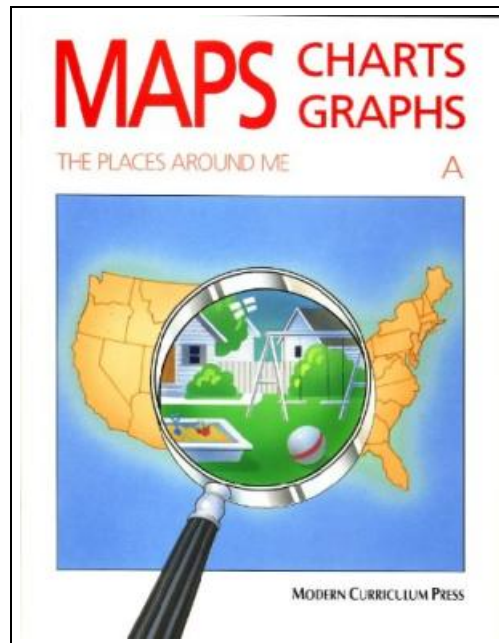 MAPS CHARTS
GRAPHS
THE PLACES AROUND ME A
MODERN CURRICULUM PRESS